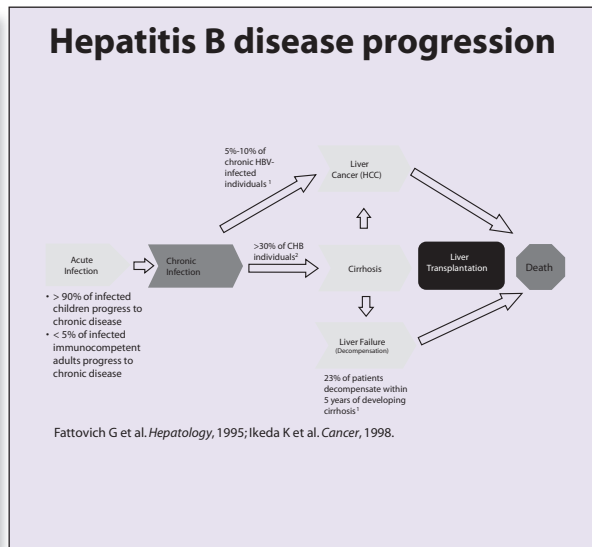 Hepatitis B disease progression
5%-10% of
chronic HBV-
infected
individuals ¹
Liver
Cancer (HCC)
Acute
Infection
Chronic
Infection
>30% of CHB
individuals²
Cirrhosis
Liver
Transplantation
Death
• > 90% of infected
children progress to
chronic disease
• < 5% of infected
immunocompetent
adults progress to
chronic disease
Liver Failure
(Decompensation)
23% of patients
decompensate within
5 years of developing
cirrhosis¹
Fattovich G et al. Hepatology, 1995; Ikeda K et al. Cancer, 1998.